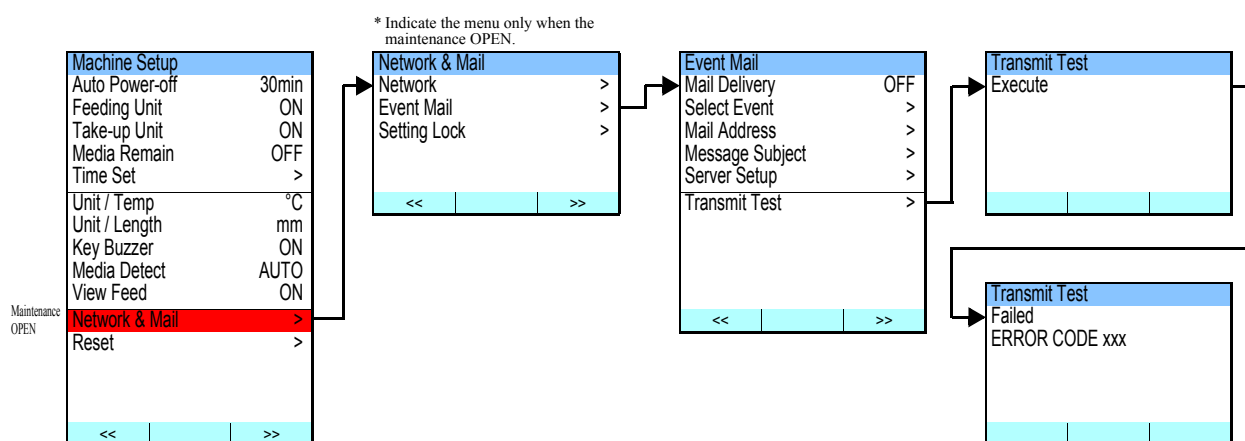 * Indicate the menu only when the
maintenance OPEN.
Machine Setup
Auto Power-off 30min
Feeding Unit ON
Take-up Unit ON
Media Remain OFF
Time Set >
Unit / Temp °C
Unit / Length mm
Key Buzzer ON
Media Detect AUTO
View Feed ON
Maintenance
OPEN
Network & Mail >
Reset >
<< >>
Network & Mail
Network >
Event Mail >
Setting Lock >
<< >>
Event Mail
Mail Delivery OFF
Select Event >
Mail Address >
Message Subject >
Server Setup >
Transmit Test >
<< >>
Transmit Test
Execute
Transmit Test
Failed
ERROR CODE xxx